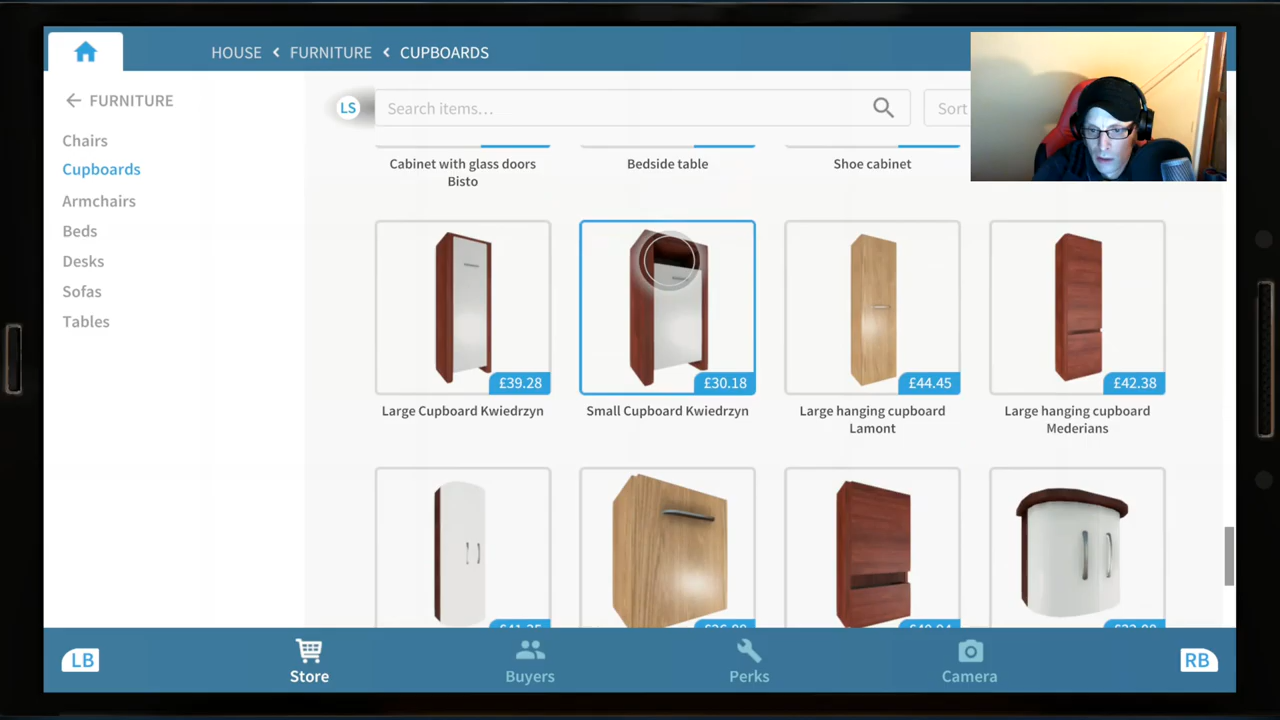 HOUSE < FURNITURE < CUPBOARDS
FURNITURE
Chairs
Cupboards
Armchairs
Beds
Desks
Sofas
Tables
LS
Search items...
Sort
Cabinet with glass doors
Bisto
Bedside table
Shoe cabinet
£39.28
£30.18
£44.45
£42.38
Large Cupboard Kwiedrzyn
Small Cupboard Kwiedrzyn
Large hanging cupboard
Lamont
Large hanging cupboard
Mederians
LB
Store
Buyers
Perks
Camera
RB